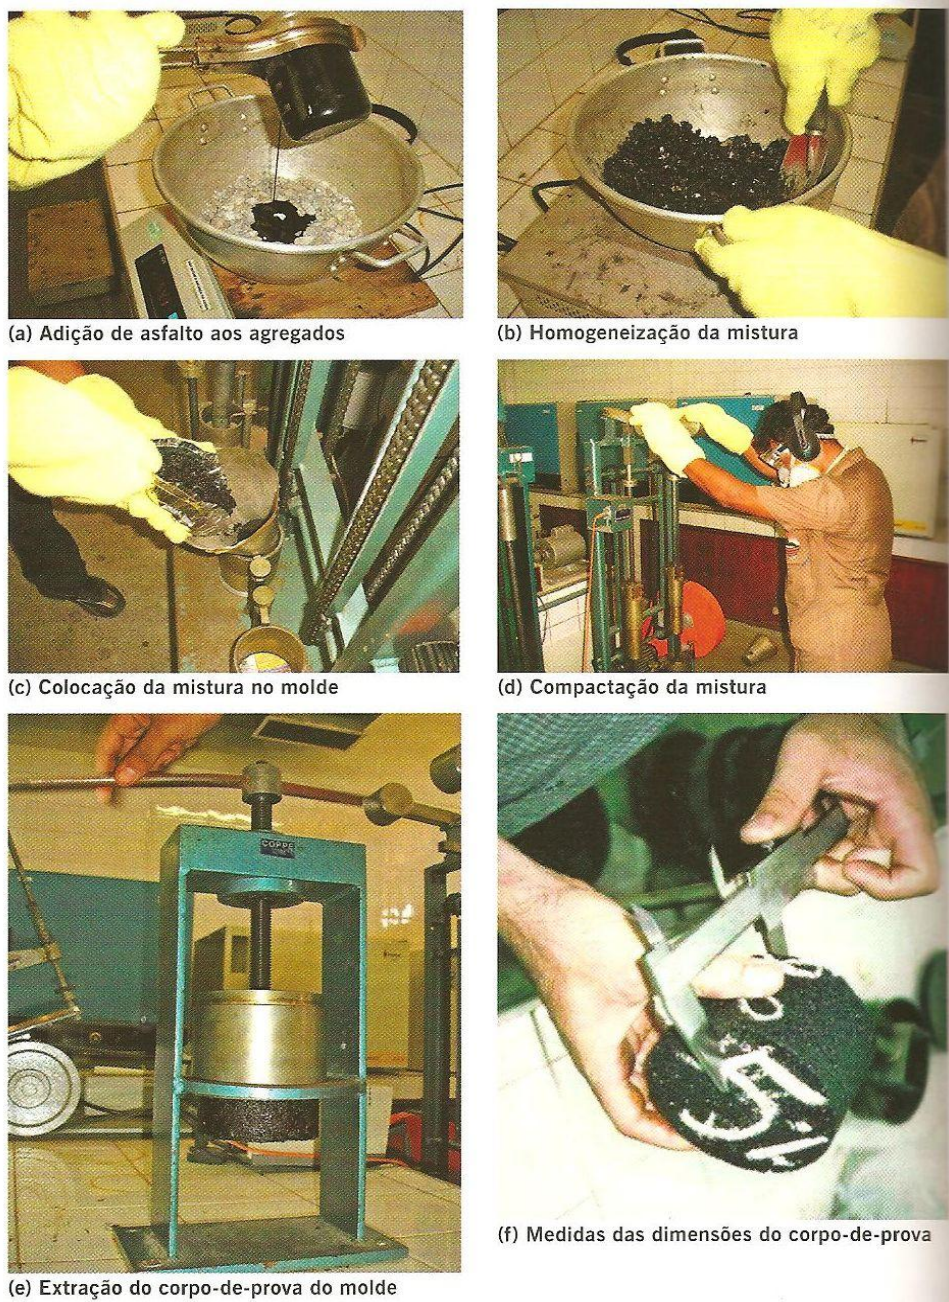 (a) Adição de asfalto aos agregados
(b) Homogeneização da mistura
(c) Colocação da mistura no molde
(d) Compactação da mistura
COPPE
(e) Extração do corpo-de-prova do molde
(f) Medidas das dimensões do corpo-de-prova